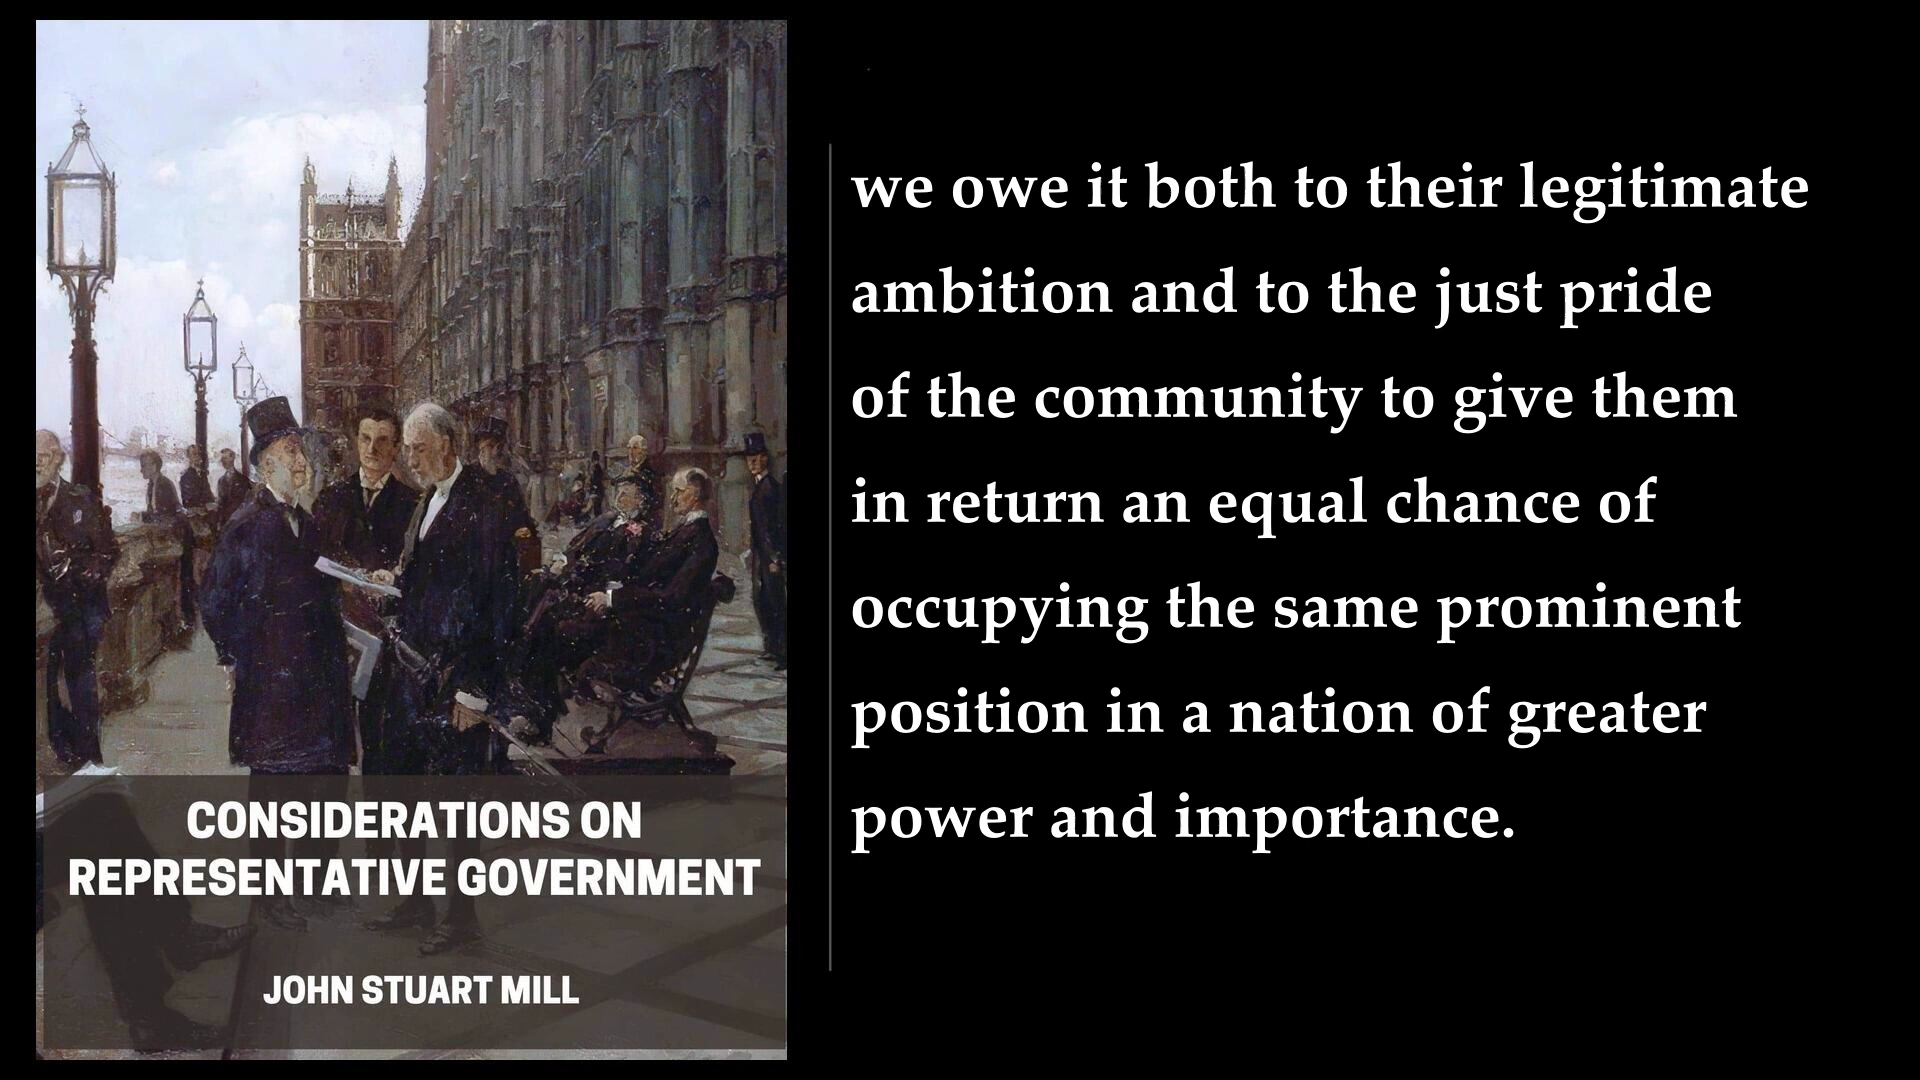 CONSIDERATIONS ON
REPRESENTATIVE GOVERNMENT
JOHN STUART MILL
we owe it both to their legitimate
ambition and to the just pride
of the community to give them
in return an equal chance of
occupying the same prominent
position in a nation of greater
power and importance.